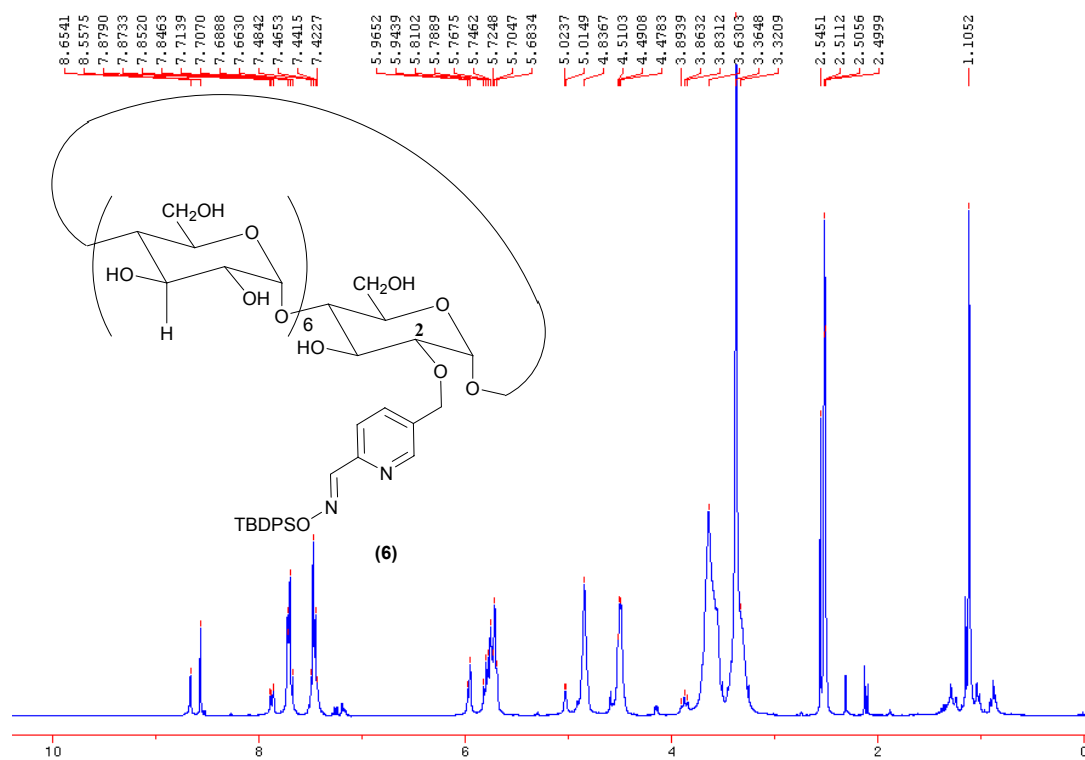 8.6541
8.5575
7.8790
7.8733
7.8520
7.8463
7.7139
7.7070
7.6888
7.6630
7.4842
7.4653
7.4415
7.4227
5.9652
5.9439
5.8102
5.7889
5.7675
5.7462
5.7248
5.7047
5.6834
5.0237
5.0149
4.8367
4.5103
4.4908
4.4783
3.8939
3.8632
3.8312
3.6303
3.3648
3.3209
2.5451
2.5112
2.5056
2.4999
1.1052
CH2OH
O
HO
OH
H
O
6
CH2OH
O
HO
2
O
O
N
N
TBDPSO
(6)
10 8 6 4 2 0